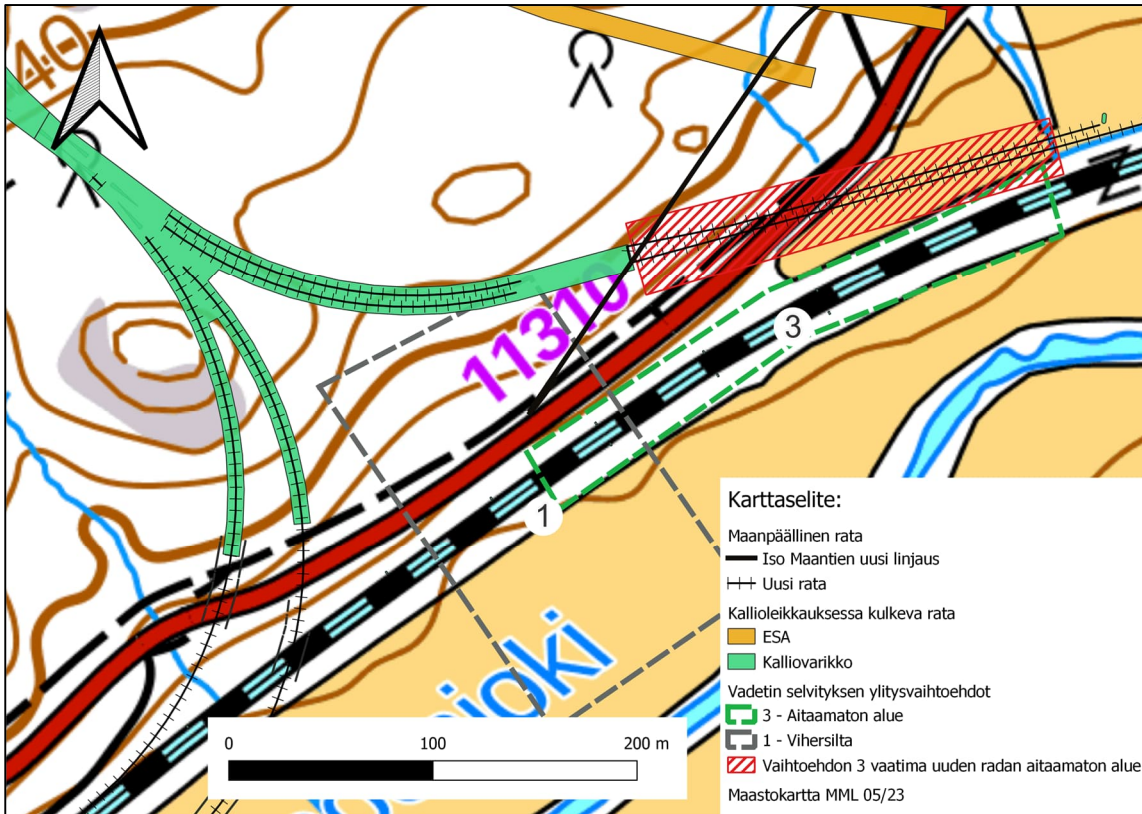 40
11310
3
1
Karttaselite:
Maanpäällinen rata
Iso Maantien uusi linjaus
Uusi rata
Kallioleikkauksessa kulkeva rata
ESA
Kalliovarikko
Vadetin selvityksen ylitysvaihtoehdot
3 - Aitaamaton alue
1 - Vihersilta
Vaihtoehdon 3 vaatima uuden radan aitaamaton alue
Maastokartta MML 05/23
0 100 200 m